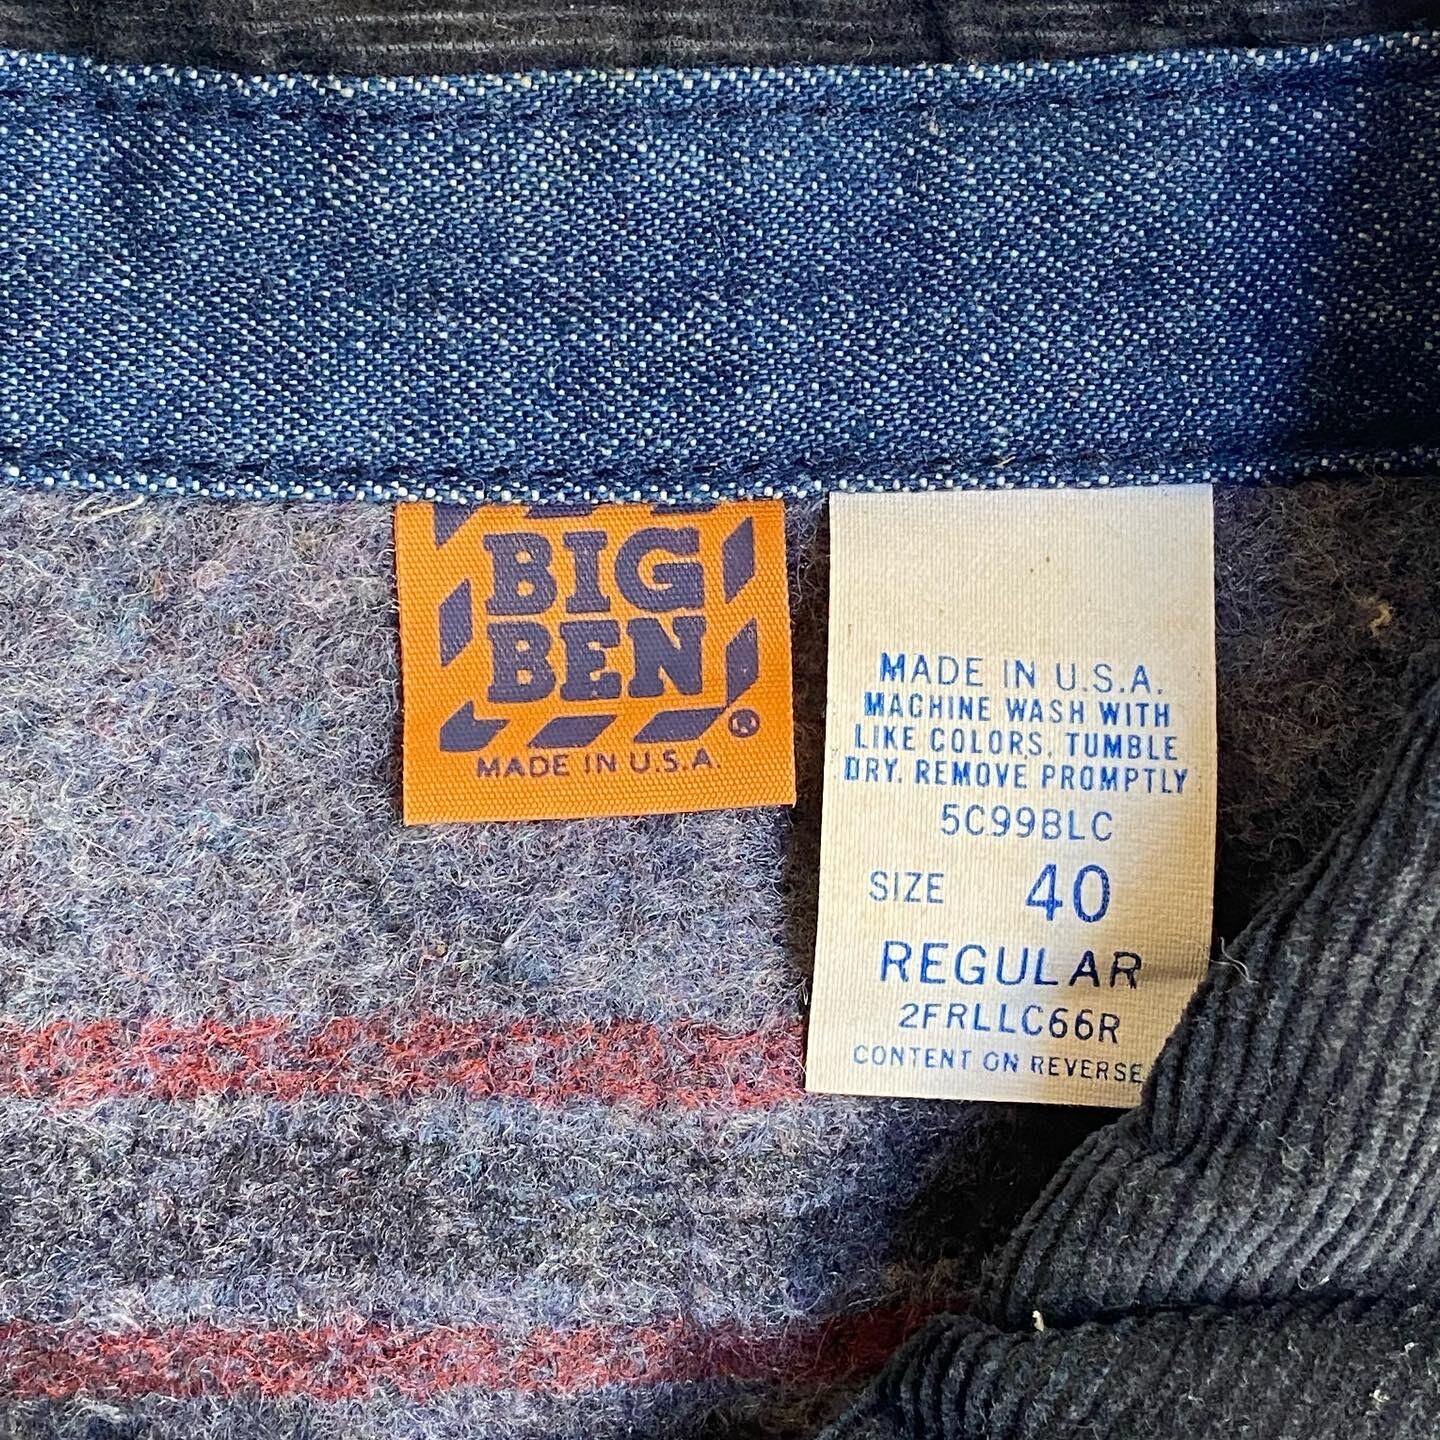 BIG
BEN
®
MADE IN U.S.A.
MADE IN U.S.A.
MACHINE WASH WITH
LIKE COLORS. TUMBLE
DRY. REMOVE PROMPTLY
5C99BLC
SIZE 40
REGULAR
2FRLLC66R
CONTENT ON REVERSE